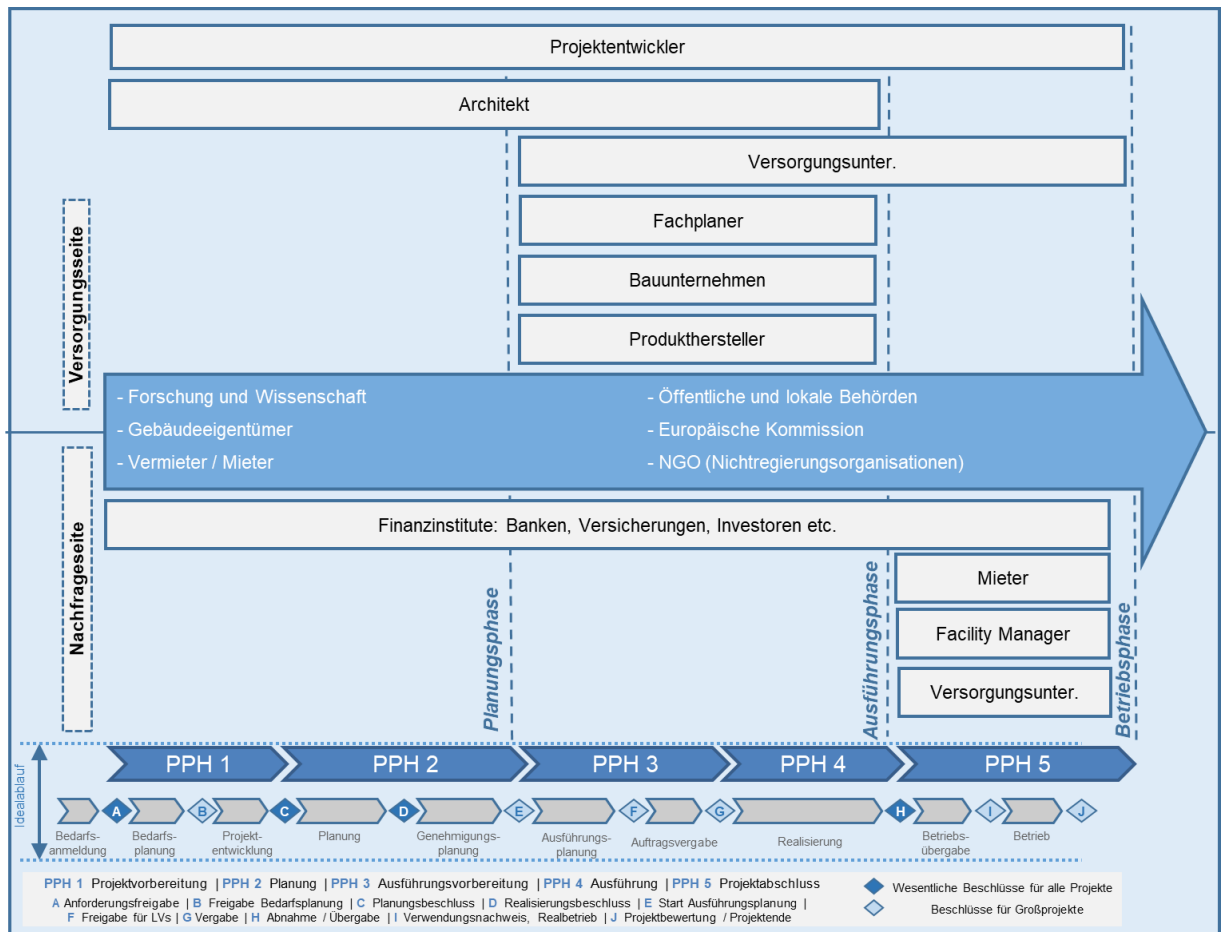 Projektentwickler
Architekt
Versorgungsunter.
Fachplaner
Bauunternehmen
Produkthersteller
Versorgungsseite
- Forschung und Wissenschaft
- Gebäudeeigentümer
- Vermieter / Mieter
- Öffentliche und lokale Behörden
- Europäische Kommission
- NGO (Nichtregierungsorganisationen)
Nachfrageseite
Finanzinstitute: Banken, Versicherungen, Investoren etc.
Mieter
Facility Manager
Versorgungsunter.
Planungsphase
Ausführungsphase
Betriebsphase
Idealablauf
PPH 1
PPH 2
PPH 3
PPH 4
PPH 5
A
B
C
D
E
F
G
H
I
J
Bedarfs-
anmeldung
Bedarfs-
planung
Projekt-
entwicklung
Planung
Genehmigungs-
planung
Ausführungs-
planung
Auftragsvergabe
Realisierung
Betriebs-
übergabe
Betrieb
PPH 1 Projektvorbereitung | PPH 2 Planung | PPH 3 Ausführungsvorbereitung | PPH 4 Ausführung | PPH 5 Projektabschluss
A Anforderungsfreigabe | B Freigabe Bedarfsplanung | C Planungsbeschluss | D Realisierungsbeschluss | E Start Ausführungsplanung |
F Freigabe für LVs | G Vergabe | H Abnahme / Übergabe | I Verwendungsnachweis, Realbetrieb | J Projektbewertung / Projektende
Wesentliche Beschlüsse für alle Projekte
Beschlüsse für Großprojekte